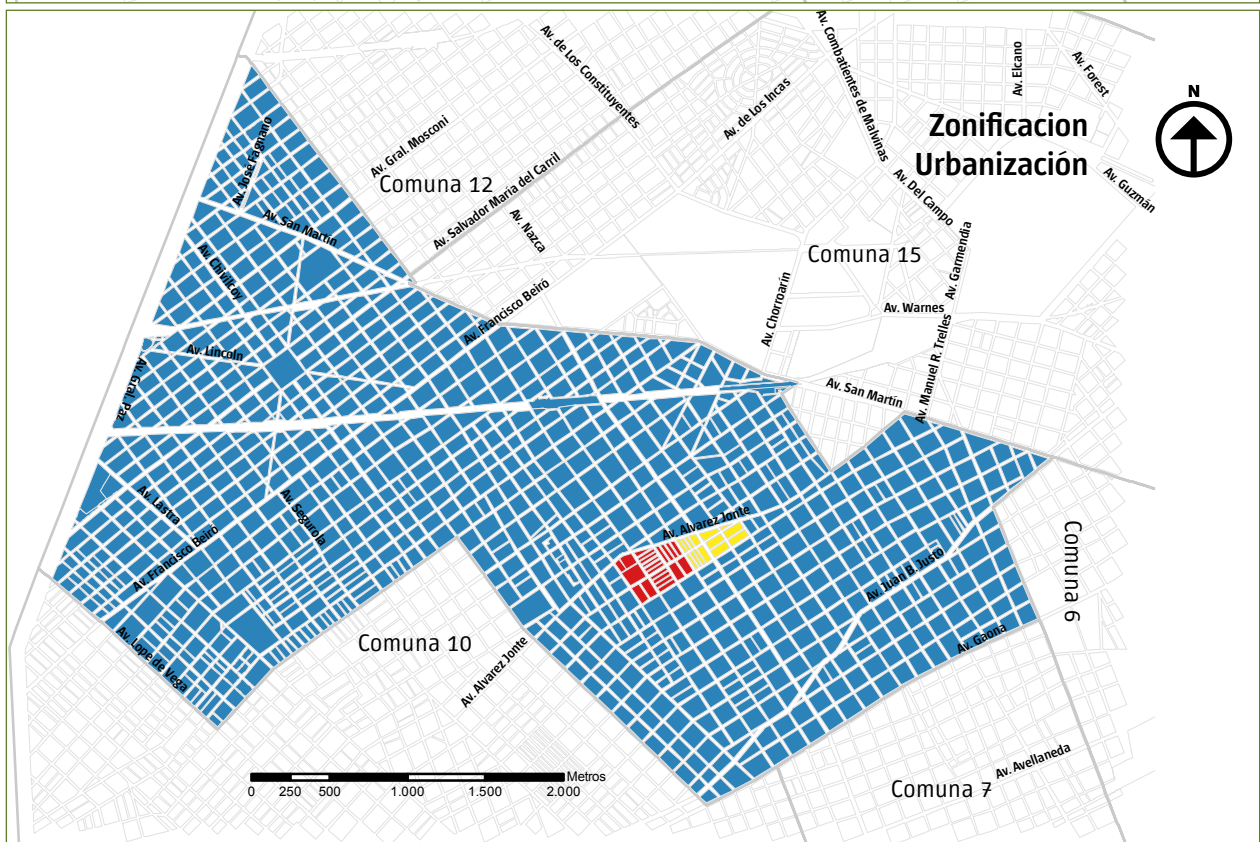 Av. de Los Constituyentes
Av. Combatientes de Malvinas
Av. Elcano
Av. Forest
Av. de Los Incas
N
Zonificacion
Urbanización
Av. Gral. Mosconi
Av. José Fagnano
Comuna 12
Av. Salvador María del Carril
Av. Del Campo
Av. Guzmán
Av. San Martín
Av. Nazca
Comuna 15
Av. Garmendia
Av. Chivilcoy
Av. Chorroarín
Av. Warnes
Av. Francisco Beiró
Av. Lincoln
Av. Gral. Paz
Av. Manuel R. Trelles
Av. San Martín
Av. Lastra
Av. Segurola
Av. Alvarez Jonte
Av. Francisco Beiró
Av. Juan B. Justo
Comuna 6
Av. Lope de Vega
Comuna 10
Av. Alvarez Jonte
Av. Gaona
Av. Avellaneda
Comuna 7
Metros
0 250 500 1.000 1.500 2.000